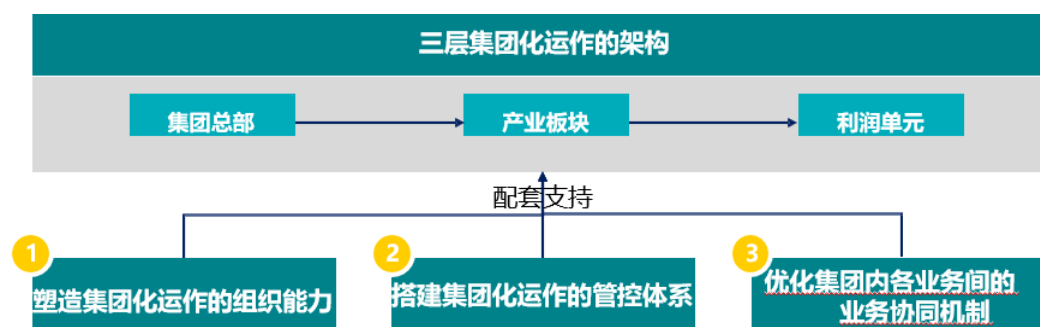 三层集团化运作的架构
集团总部
产业板块
利润单元
配套支持
1
塑造集团化运作的组织能力
2
搭建集团化运作的管控体系
3
优化集团内各业务间的
业务协同机制